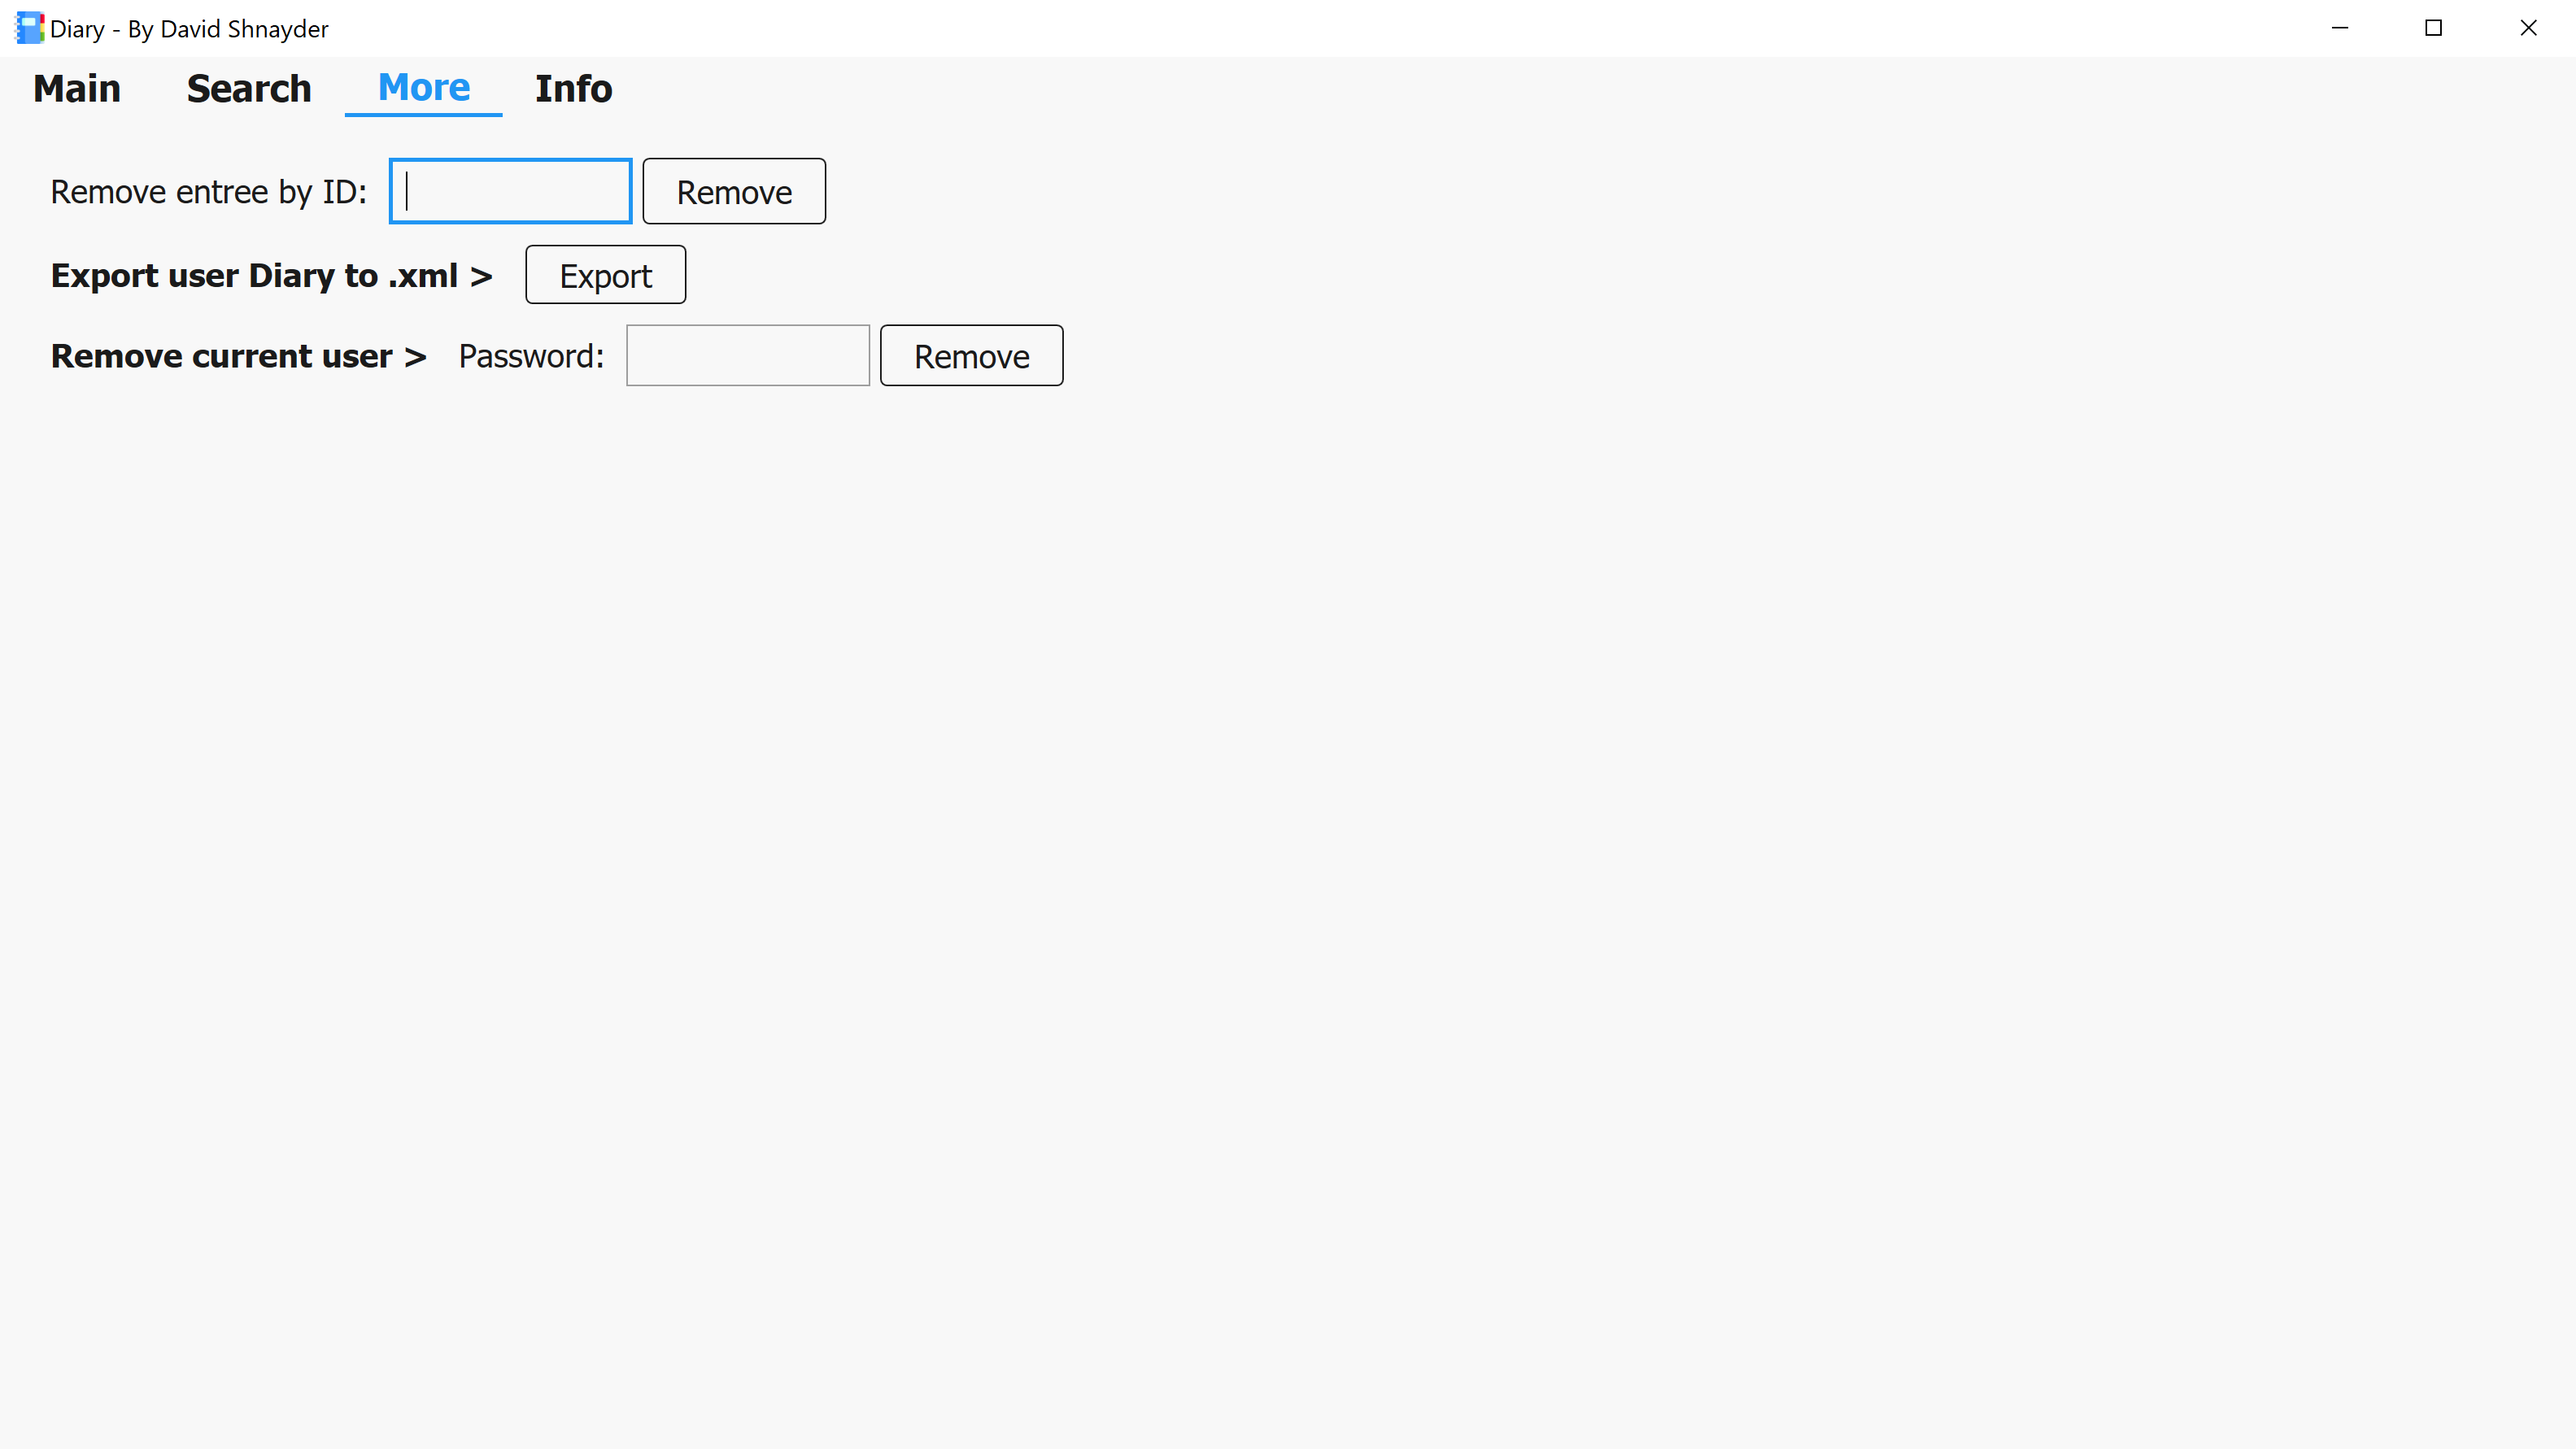 Diary - By David Shnayder
Main Search More Info
Remove entree by ID: Remove
Export user Diary to .xml > Export
Remove current user > Password: Remove